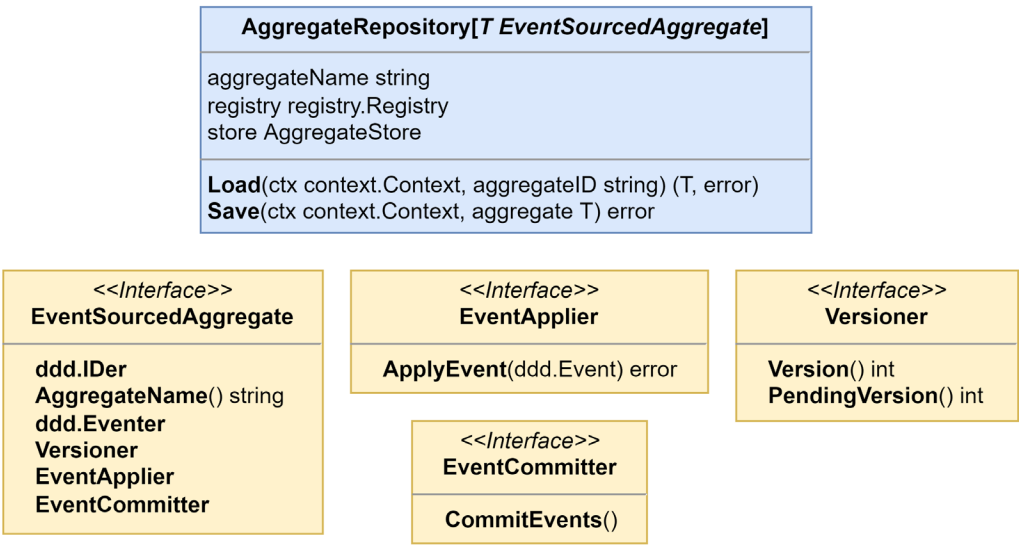 AggregateRepository[T EventSourcedAggregate]
aggregateName string
registry registry.Registry
store AggregateStore
Load(ctx context.Context, aggregateID string) (T, error)
Save(ctx context.Context, aggregate T) error
<<Interface>>
EventSourcedAggregate
ddd.IDer
AggregateName() string
ddd.Eventer
Versioner
EventApplier
EventCommitter
<<Interface>>
EventApplier
ApplyEvent(ddd.Event) error
<<Interface>>
EventCommitter
CommitEvents()
<<Interface>>
Versioner
Version() int
PendingVersion() int